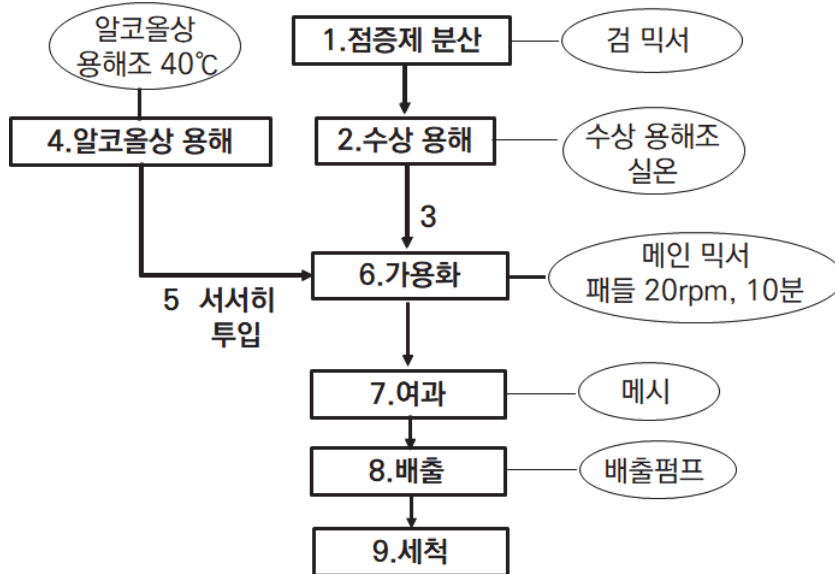 알코올상
용해조 40℃
1.점증제 분산
검 믹서
4.알코올상 용해
2.수상 용해
수상 용해조
실온
3
5 서서히
투입
6.가용화
메인 믹서
패들 20rpm, 10분
7.여과
메시
8.배출
배출펌프
9.세척